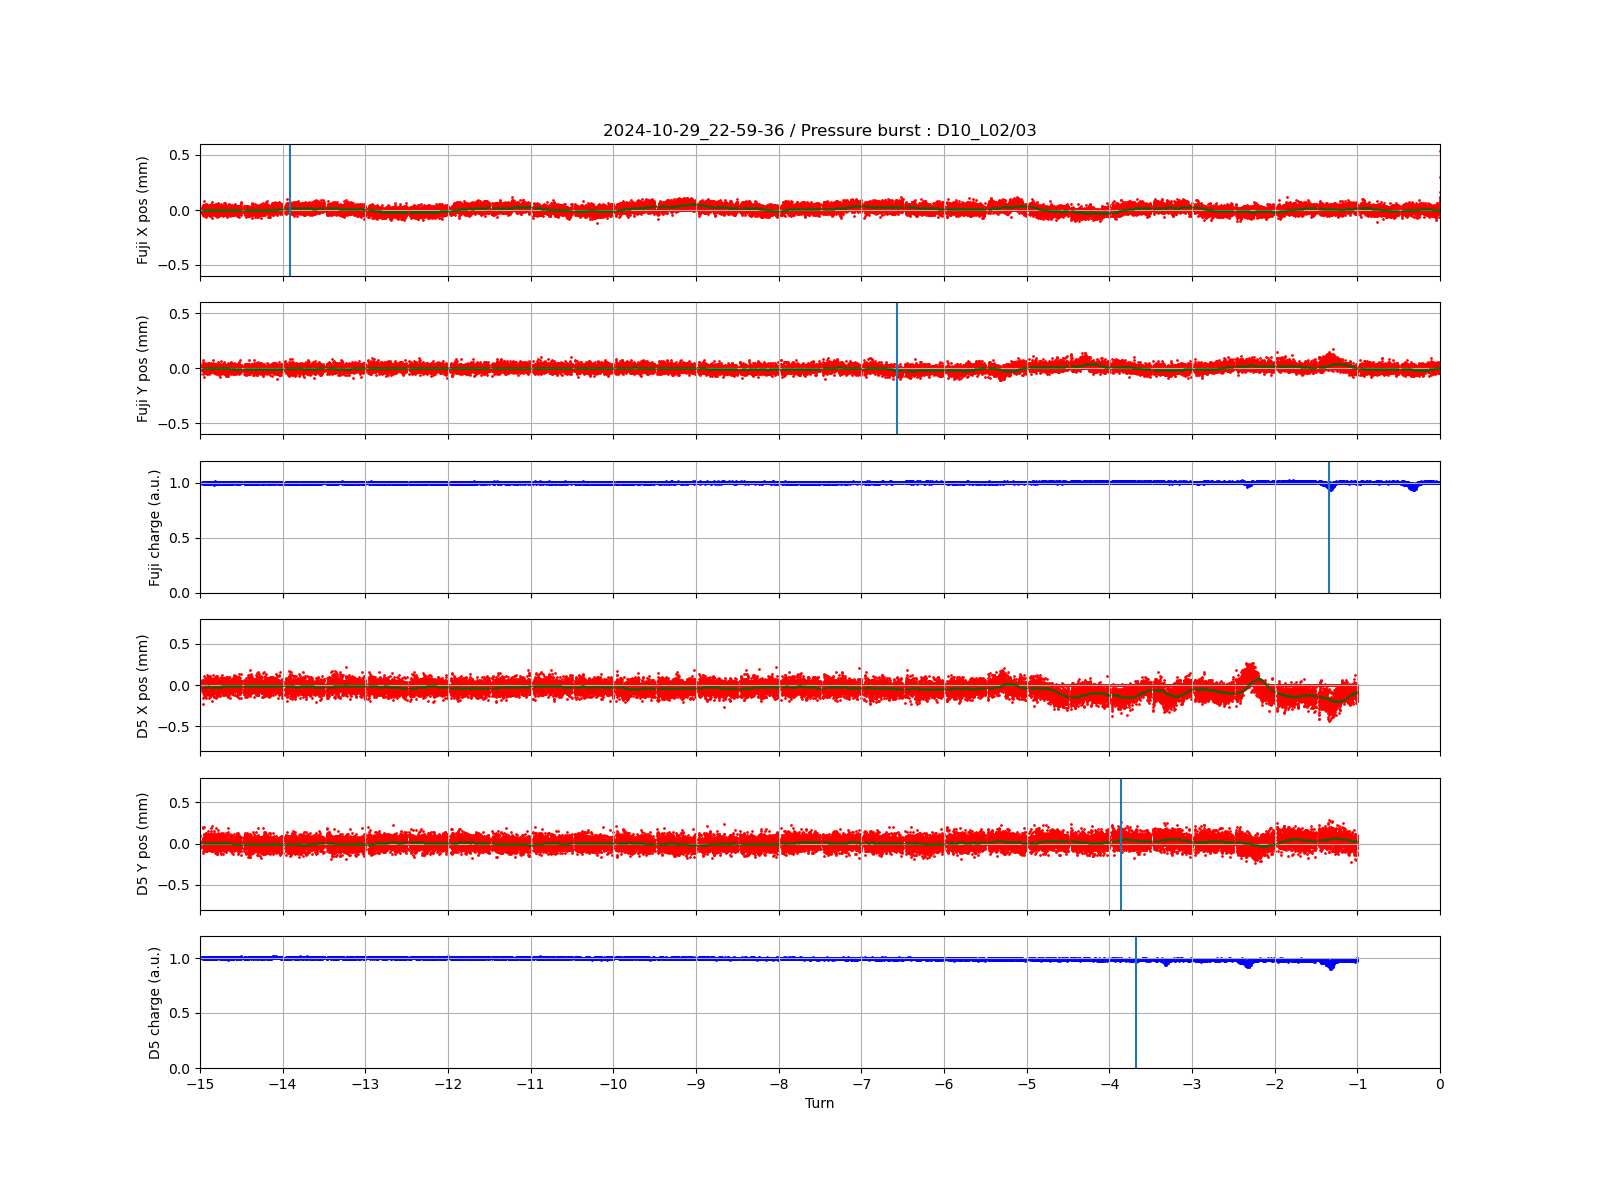 2024-10-29_22-59-36 / Pressure burst : D10_L02/03
0.5
0.0
−0.5
Fuji X pos (mm)
0.5
0.0
−0.5
Fuji Y pos (mm)
1.0
0.5
0.0
Fuji charge (a.u.)
0.5
0.0
−0.5
D5 X pos (mm)
0.5
0.0
−0.5
D5 Y pos (mm)
1.0
0.5
0.0
D5 charge (a.u.)
−15 −14 −13 −12 −11 −10 −9 −8 −7 −6 −5 −4 −3 −2 −1 0
Turn